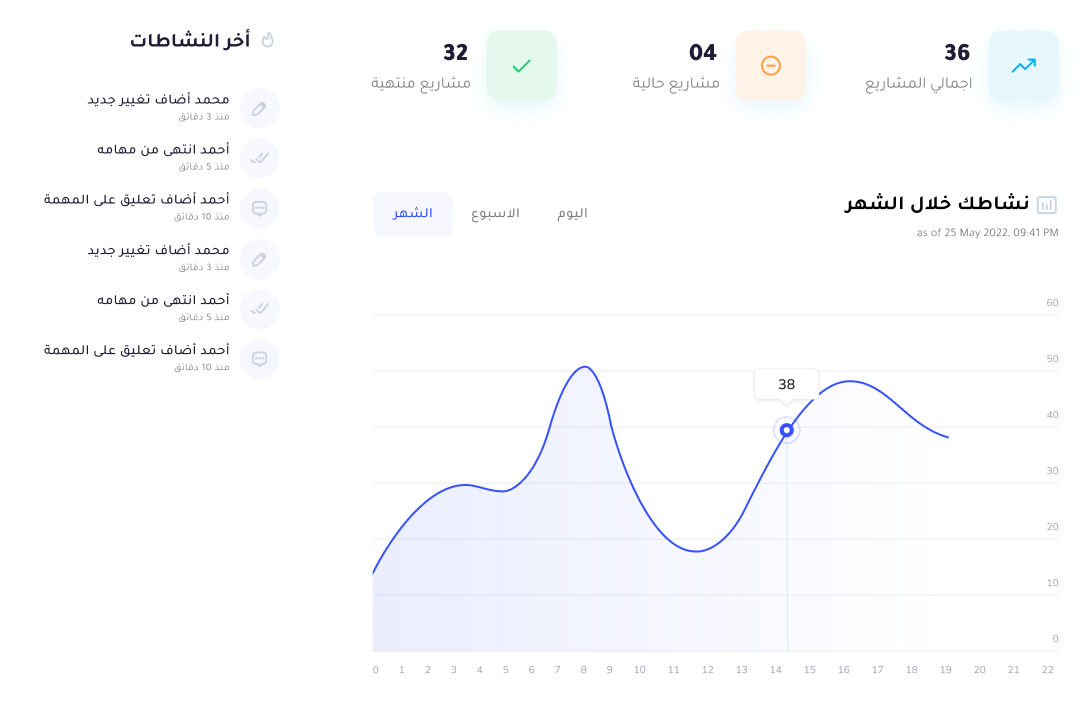 36
اجمالي المشاريع
04
مشاريع حالية
32
مشاريع منتهية
نشاطك خلال الشهر
as of 25 May 2022, 09:41 PM
اليوم
الاسبوع
الشهر
60
50
40
30
20
10
0
38
0 1 2 3 4 5 6 7 8 9 10 11 12 13 14 15 16 17 18 19 20 21 22
أخر النشاطات
محمد أضاف تغيير جديد
منذ 3 دقائق
أحمد انتهى من مهامه
منذ 5 دقائق
أحمد أضاف تعليق على المهمة
منذ 10 دقائق
محمد أضاف تغيير جديد
منذ 3 دقائق
أحمد انتهى من مهامه
منذ 5 دقائق
أحمد أضاف تعليق على المهمة
منذ 10 دقائق